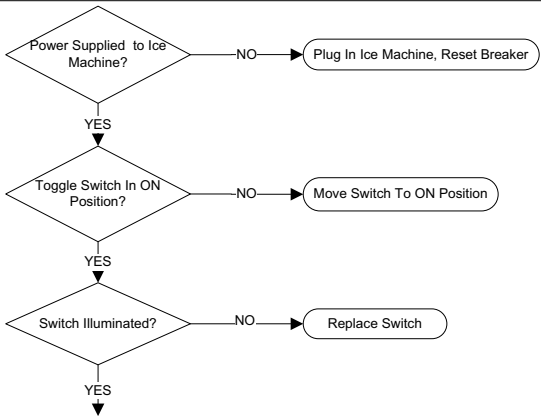 Power Supplied to Ice
Machine?
NO
Plug In Ice Machine, Reset Breaker
YES
Toggle Switch In ON
Position?
NO
Move Switch To ON Position
YES
Switch Illuminated?
NO
Replace Switch
YES